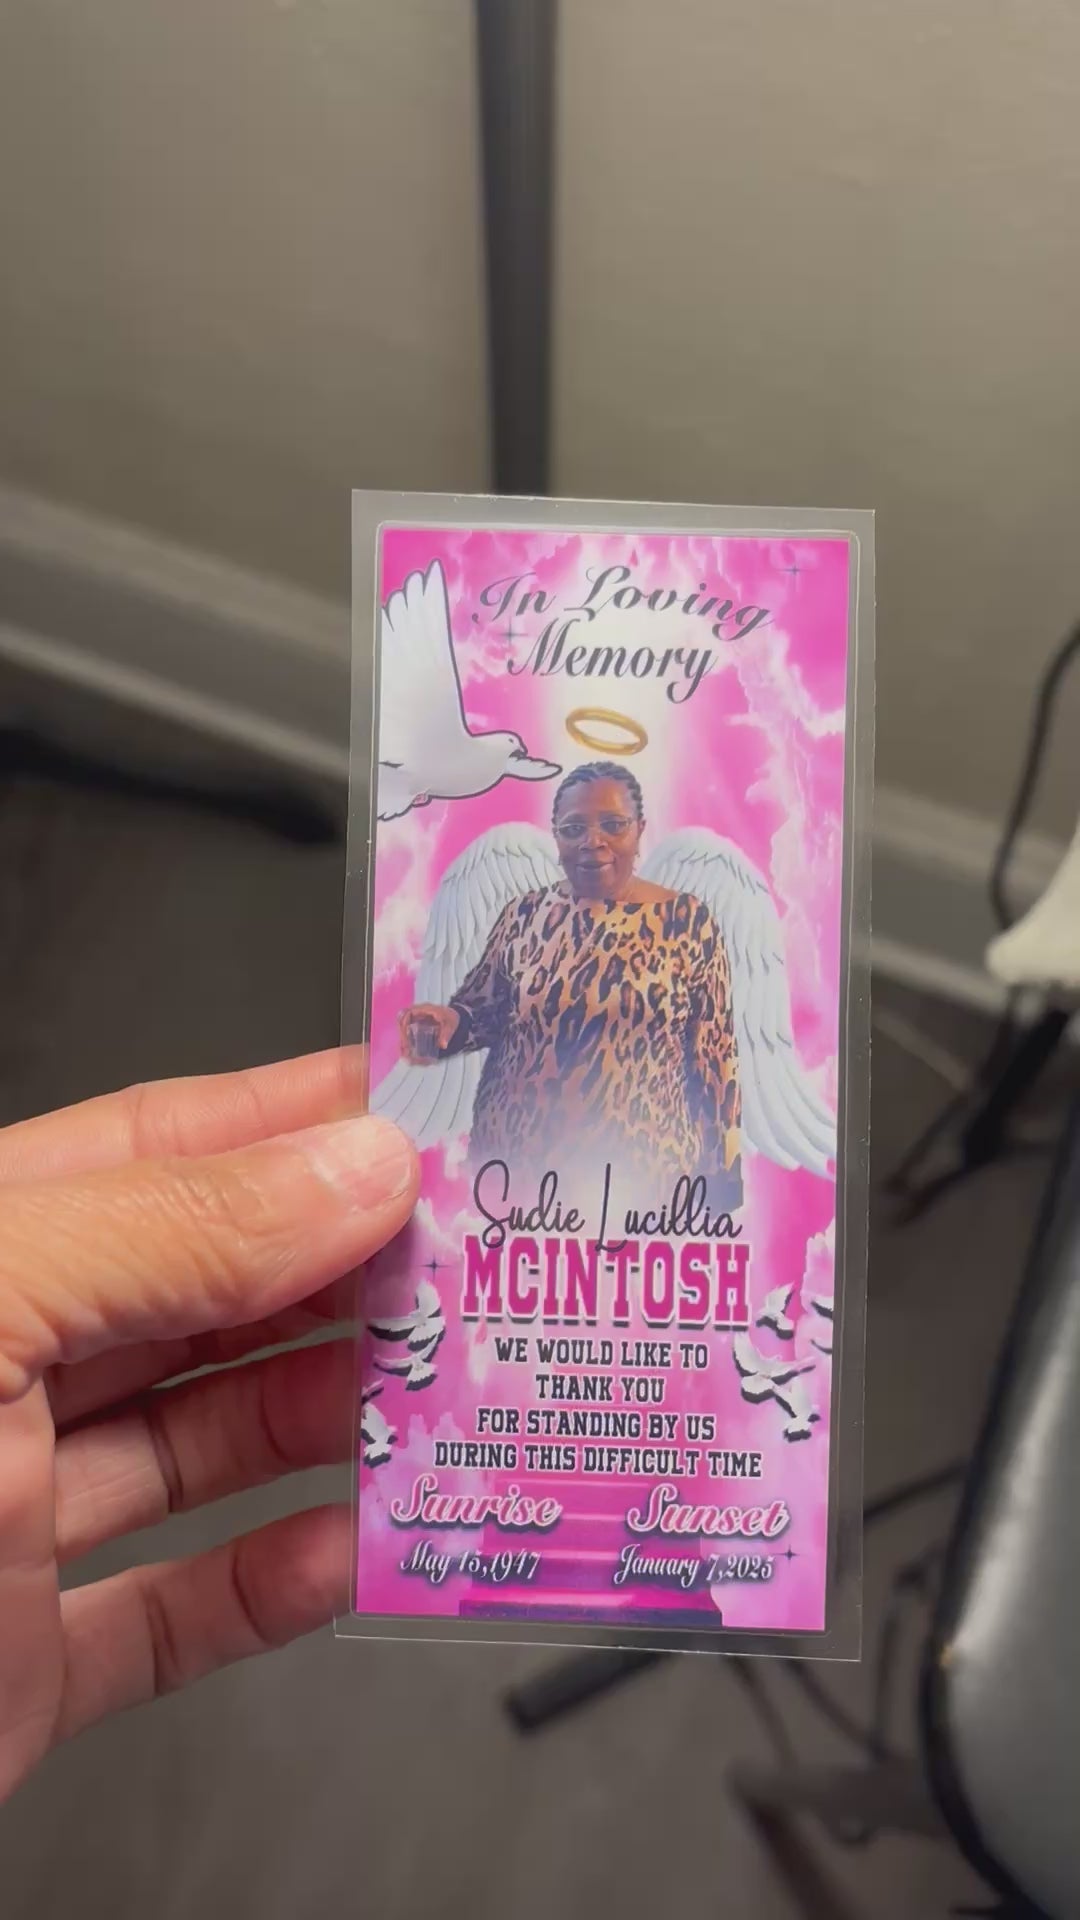 In Loving
Memory
Sudie Lucillia
MCINTOSH
WE WOULD LIKE TO
THANK YOU
FOR STANDING BY US
DURING THIS DIFFICULT TIME
Sunrise Sunset
May 15,1947 January 7,2025